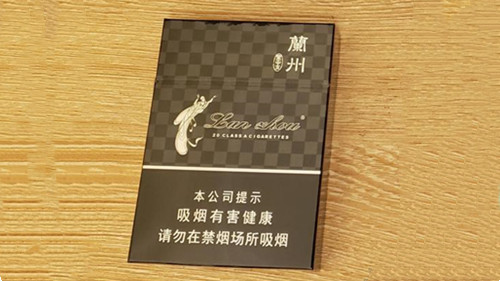 蘭州
Lan zhou
20 CLASS A CIGARETTES
本公司提示
吸烟有害健康
请勿在禁烟场所吸烟